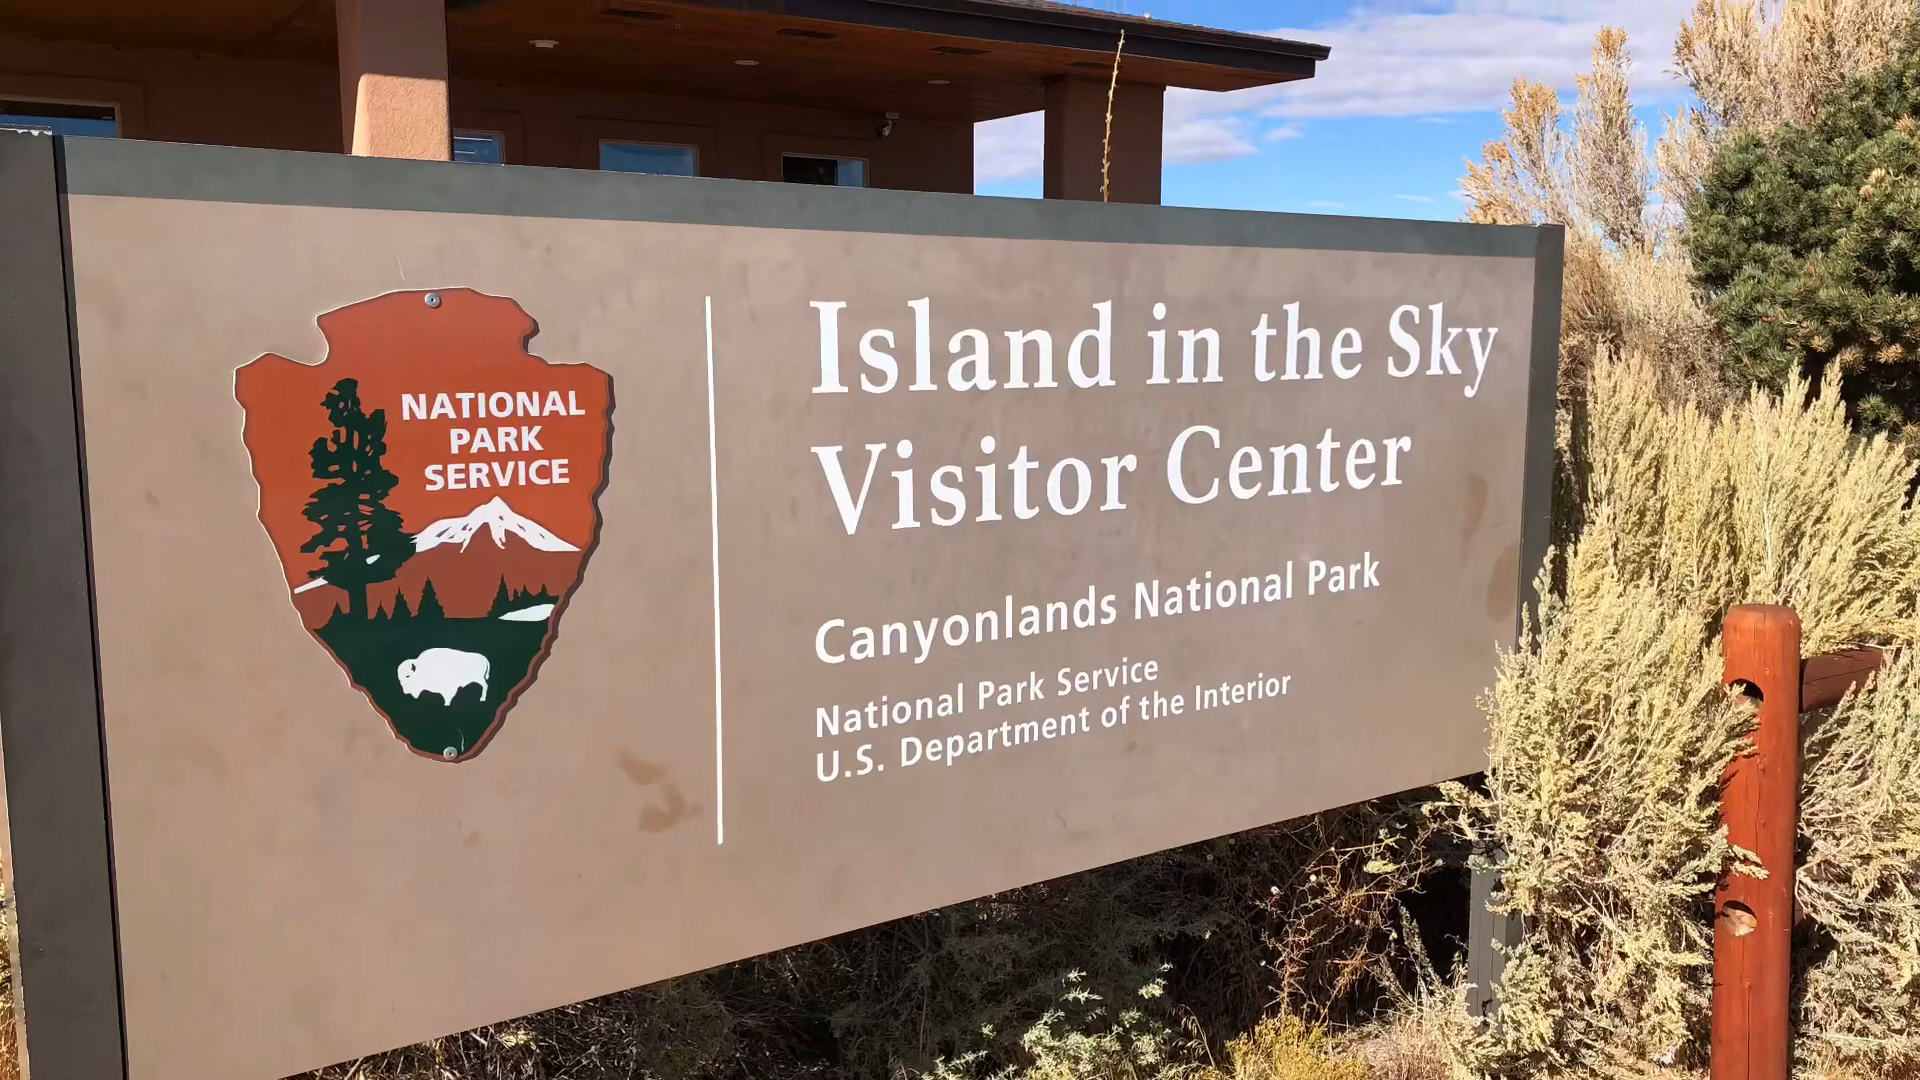 NATIONAL
PARK
SERVICE
Island in the Sky
Visitor Center
Canyonlands National Park
National Park Service
U.S. Department of the Interior